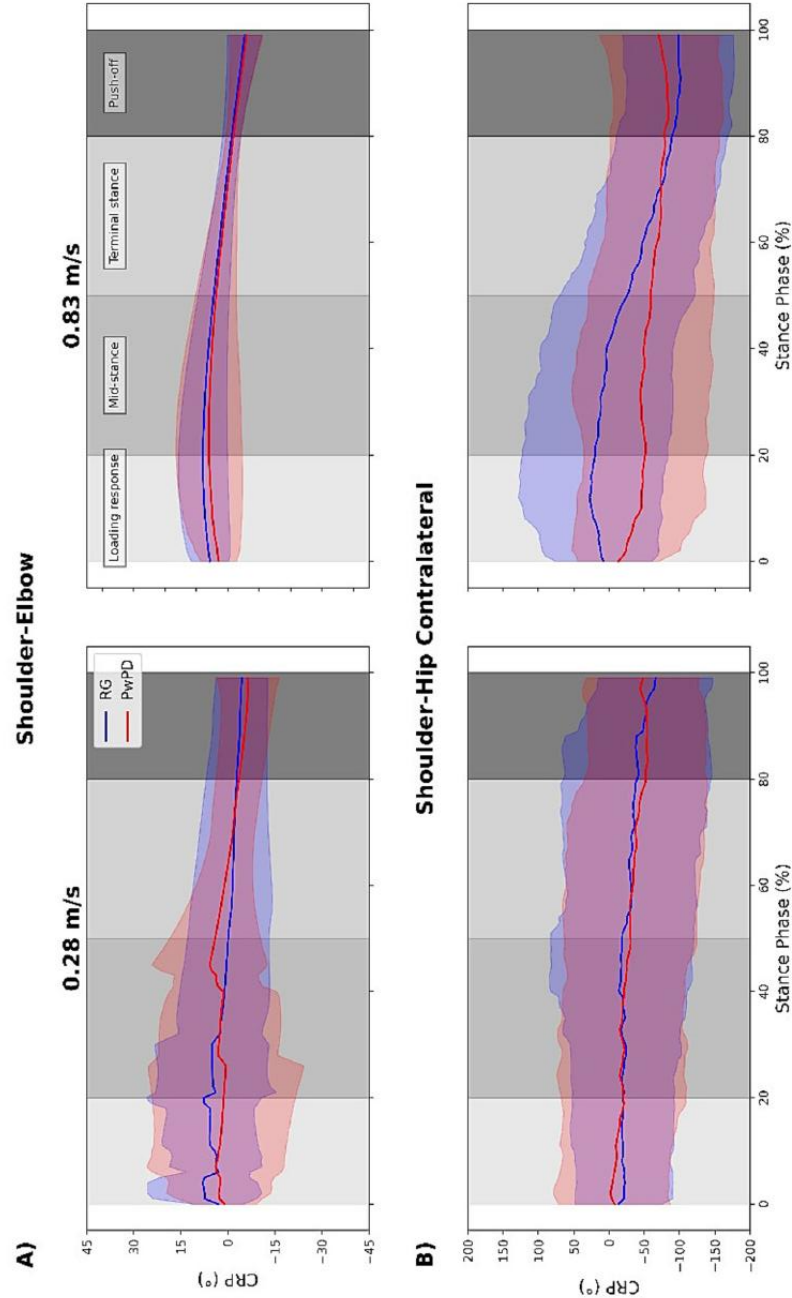 Shoulder-Elbow
A)
0.28 m/s
0.83 m/s
RG
PwPD
Loading response
Mid-stance
Terminal stance
Push-off
CRP (°)
45
15
0
-15
-45
Shoulder-Hip Contralateral
B)
CRP (°)
200
150
100
50
0
-50
-100
-150
-200
0 20 40 60 80 100
Stance Phase (%)
0 20 40 60 80 100
Stance Phase (%)